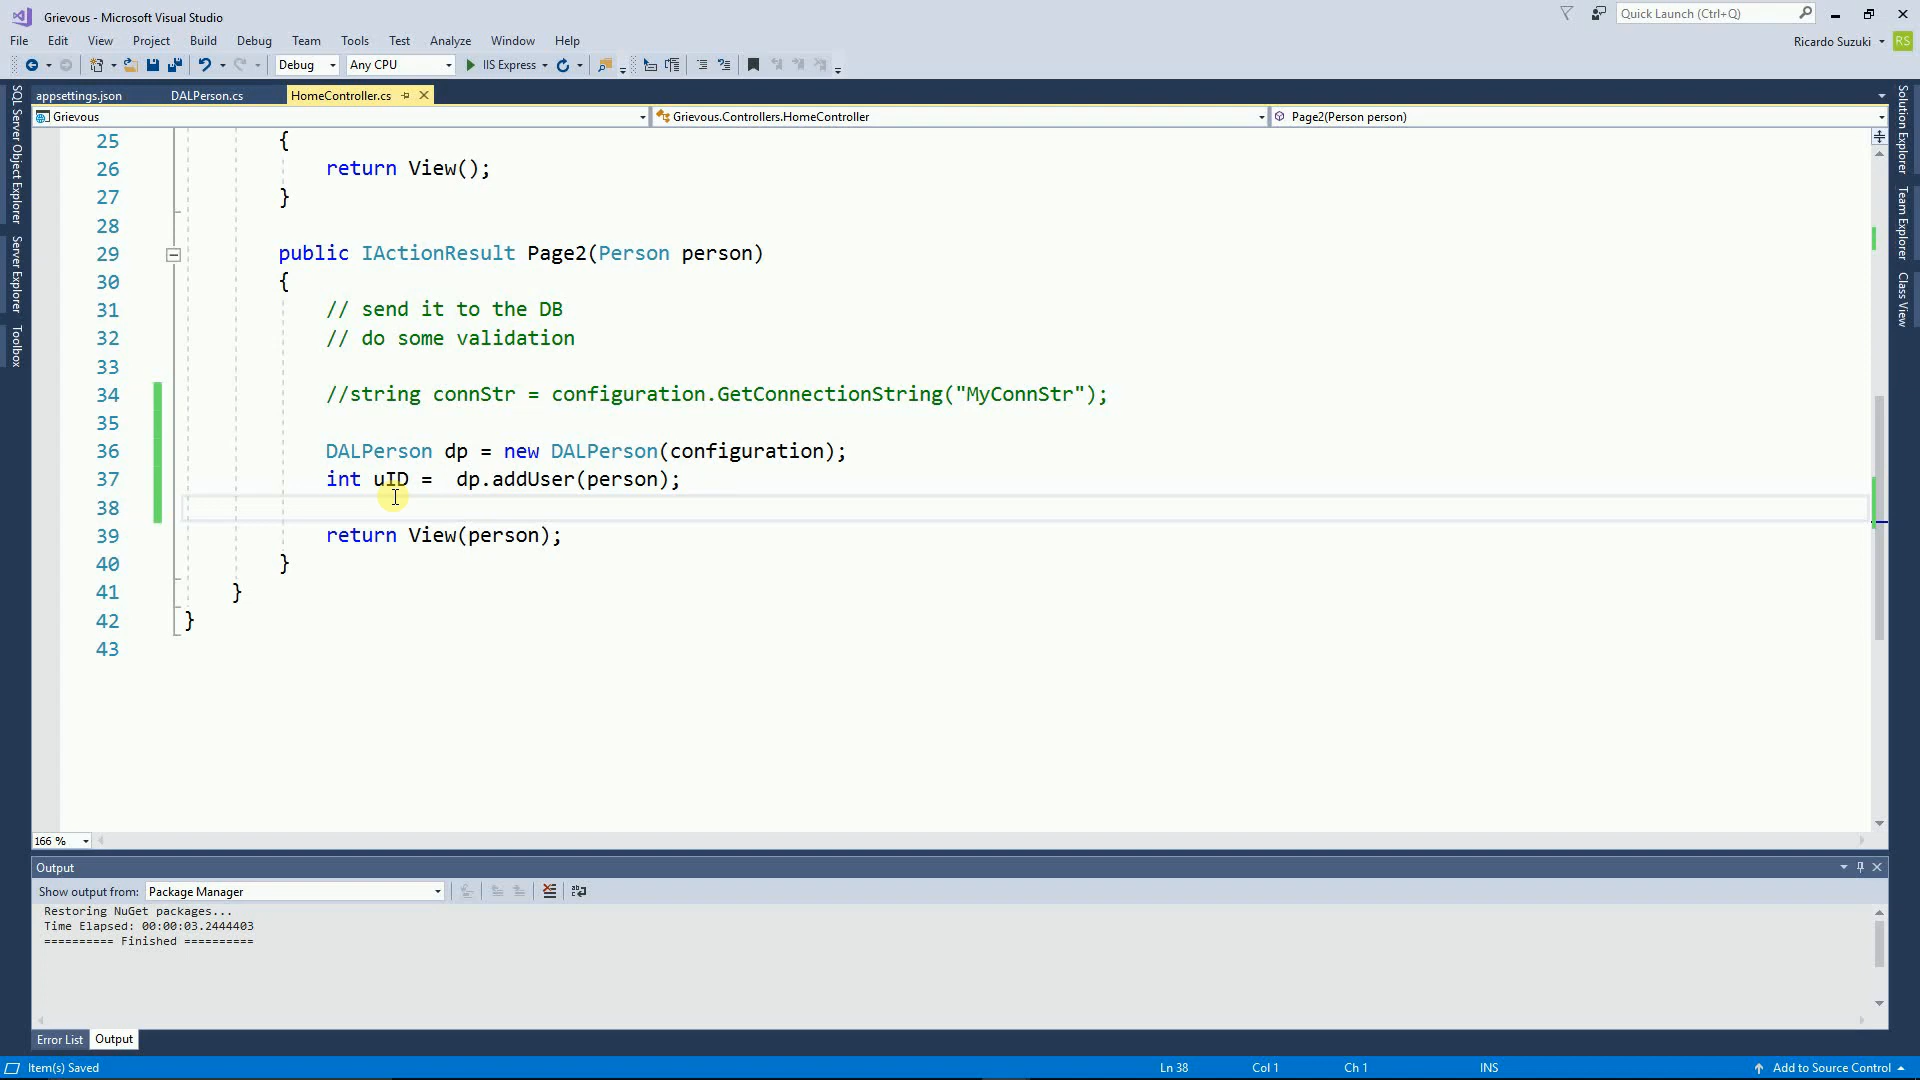 Grievous - Microsoft Visual Studio
Quick Launch (Ctrl+Q)
File Edit View Project Build Debug Team Tools Test Analyze Window Help
Ricardo Suzuki RS
Debug Any CPU IIS Express
appsettings.json DALPerson.cs HomeController.cs
Grievous Grievous.Controllers.HomeController Page2(Person person)
SQL Server Object Explorer
Server Explorer
Toolbox
Solution Explorer
Team Explorer
Class View
25 {
26 return View();
27 }
28
29 public IActionResult Page2(Person person)
30 {
31 // send it to the DB
32 // do some validation
33
34 //string connStr = configuration.GetConnectionString("MyConnStr");
35
36 DALPerson dp = new DALPerson(configuration);
37 int uID =  dp.addUser(person);
38
39 return View(person);
40 }
41 }
42 }
43
166 %
Output
Show output from: Package Manager
Restoring NuGet packages...
Time Elapsed: 00:00:03.2444403
========== Finished ==========
Error List Output
Item(s) Saved Ln 38 Col 1 Ch 1 INS Add to Source Control